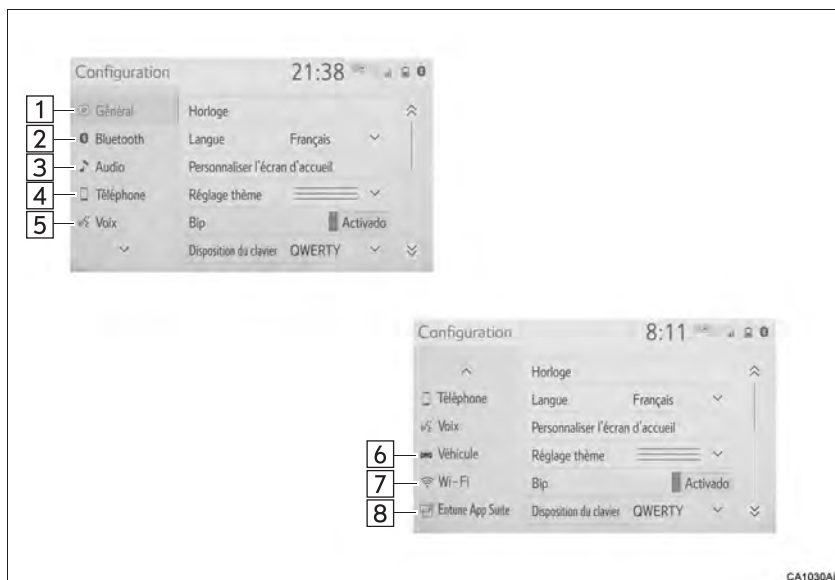 Configuration 21:38
1 Général Horloge
2 Bluetooth Langue Français
3 Audio Personnaliser l'écran d'accueil
4 Téléphone Réglage thème
5 Voix Bip Activado
Disposition du clavier QWERTY
Configuration 8:11
Horloge
Téléphone Langue Français
Voix Personnaliser l'écran d'accueil
6 Véhicule Réglage thème
7 Wi-Fi Bip Activado
8 Entune App Suite Disposition du clavier QWERTY